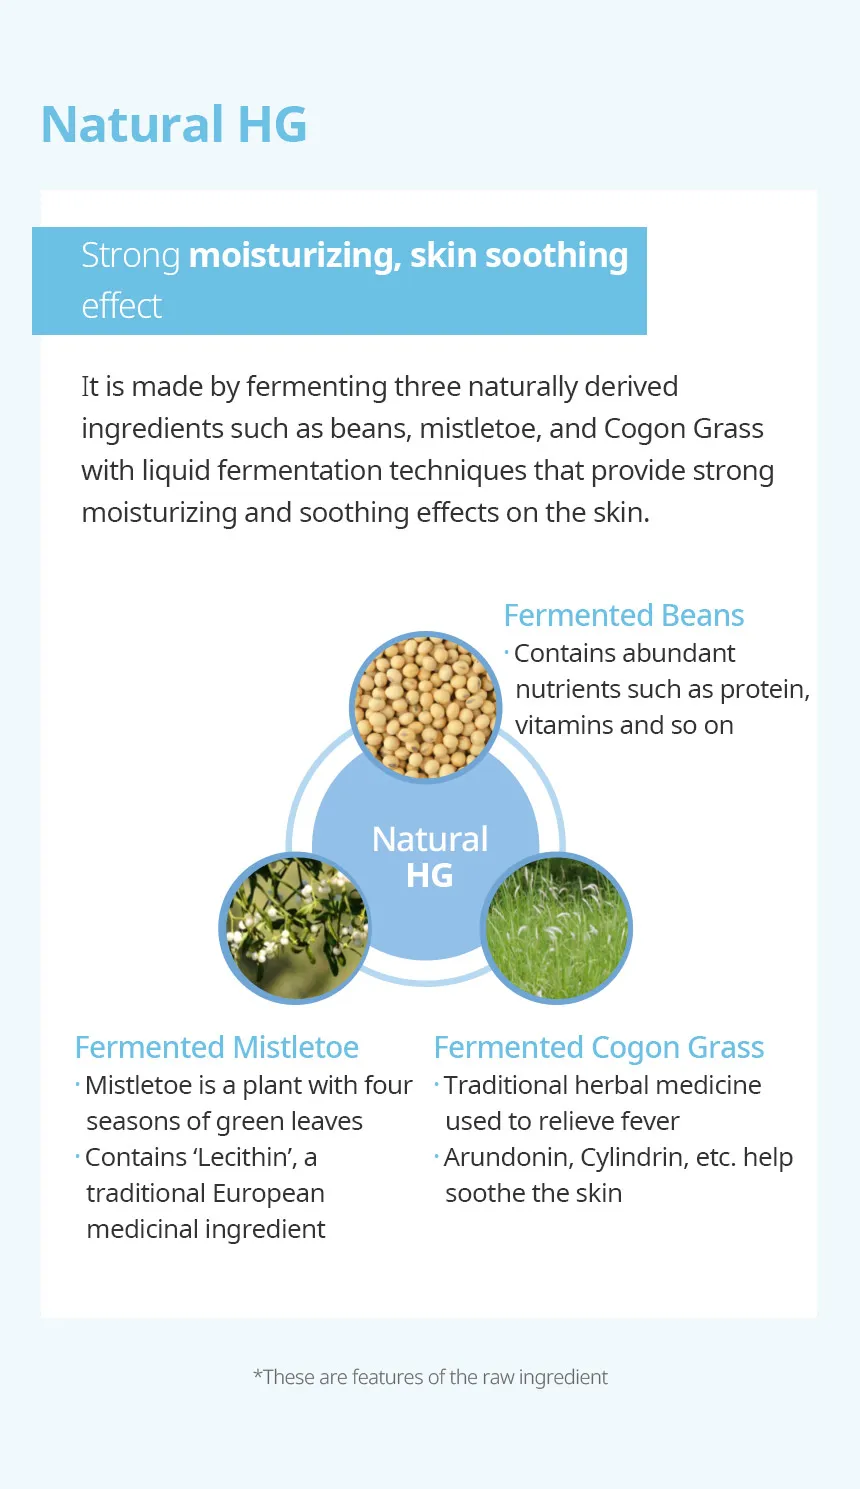 Natural HG
Strong moisturizing, skin soothing
effect
It is made by fermenting three naturally derived
ingredients such as beans, mistletoe, and Cogon Grass
with liquid fermentation techniques that provide strong
moisturizing and soothing effects on the skin.
Fermented Beans
· Contains abundant
nutrients such as protein,
vitamins and so on
Natural
HG
Fermented Mistletoe
· Mistletoe is a plant with four
seasons of green leaves
· Contains ‘Lecithin’, a
traditional European
medicinal ingredient
Fermented Cogon Grass
· Traditional herbal medicine
used to relieve fever
· Arundonin, Cylindrin, etc. help
soothe the skin
*These are features of the raw ingredient